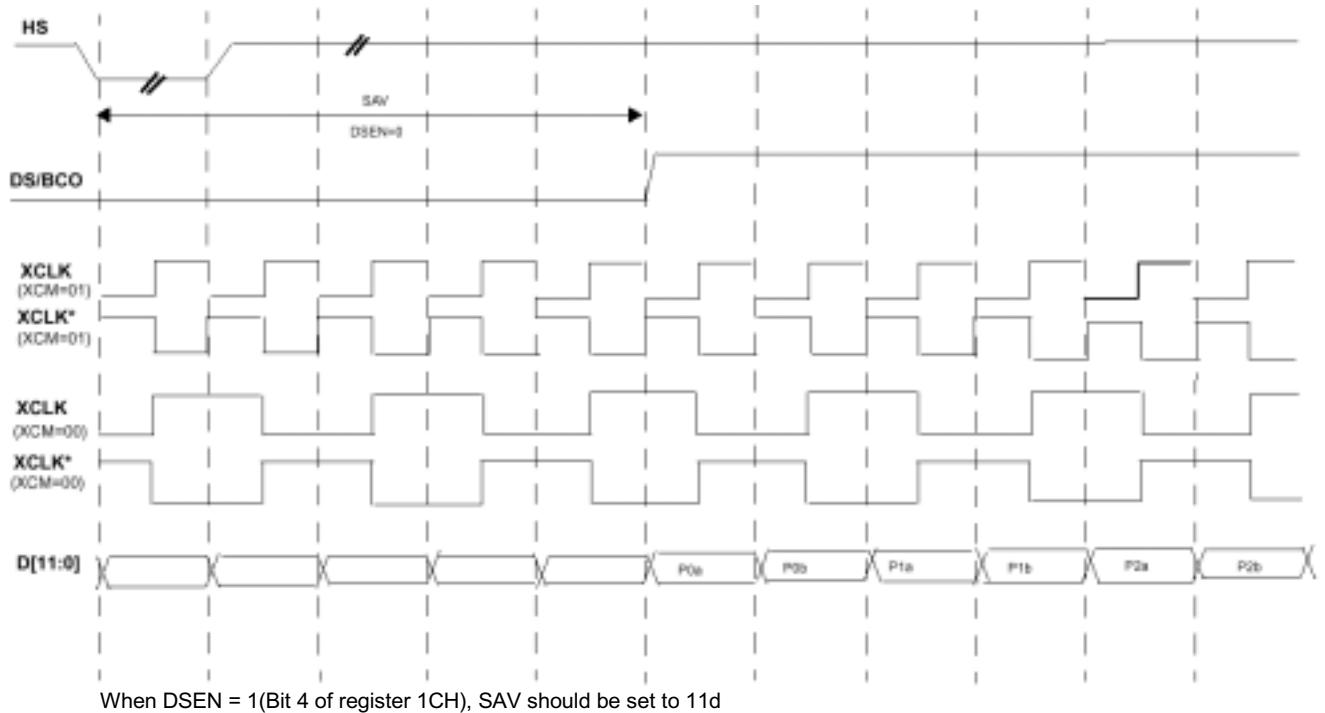 HS
SAV
DSEN=0
DS/BCO
XCLK
(XCM=01)
XCLK*
(XCM=01)
XCLK
(XCM=00)
XCLK*
(XCM=00)
D[11:0] P0a P0b P1a P1b P2a P2b
When DSEN = 1(Bit 4 of register 1CH), SAV should be set to 11d